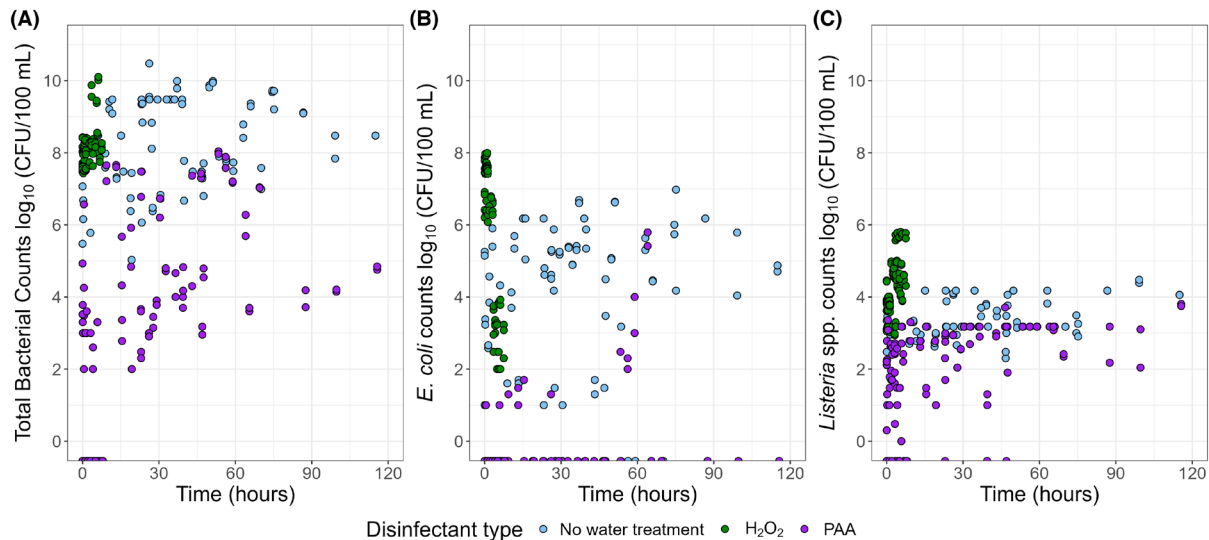 (A)
Total Bacterial Counts log₁₀ (CFU/100 mL)
10
8
6
4
2
0
0 30 60 90 120
Time (hours)
(B)
E. coli counts log₁₀ (CFU/100 mL)
10
8
6
4
2
0
0 30 60 90 120
Time (hours)
(C)
Listeria spp. counts log₁₀ (CFU/100 mL)
10
8
6
4
2
0
0 30 60 90 120
Time (hours)
Disinfectant type No water treatment H₂O₂ PAA